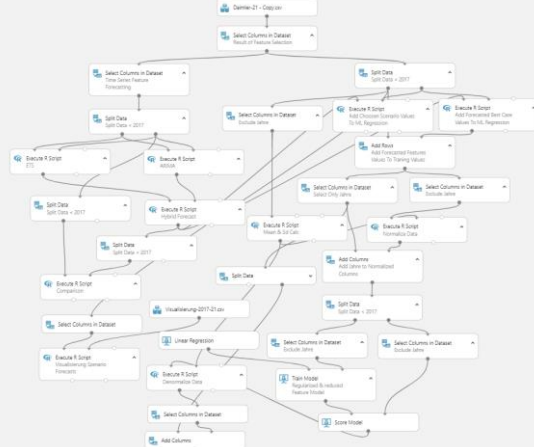 Daimler-21 - Copy.csv
Select Columns in Dataset
Result of Feature Selection
Select Columns in Dataset
Time Series Feature
Forecasting
Split Data
Split Data < 2017
Split Data
Split Data < 2017
Select Columns in Dataset
Exclude Jahre
Execute R Script
Add Choosen Scenario Values
To ML Regression
Execute R Script
Add Forecasted Best Case
Values To ML Regression
Add Rows
Add Forecasted Features
Values To Training Values
Execute R Script
ETS
Execute R Script
ARIMA
Select Columns in Dataset
Select Only Jahre
Select Columns in Dataset
Exclude Jahre
Split Data
Split Data < 2017
Execute R Script
Hybrid Forecast
Execute R Script
Mean & Sd Calc
Execute R Script
Normalize Data
Split Data
Split Data < 2017
Add Columns
Add Jahre to Normalized
Columns
Execute R Script
Comparison
Split Data
Visualisierung-2017-21.csv
Split Data
Split Data < 2017
Select Columns in Dataset
Linear Regression
Select Columns in Dataset
Exclude Jahre
Select Columns in Dataset
Exclude Jahre
Execute R Script
Visualisierung Scenario
Forecasts
Execute R Script
Denormalize Data
Train Model
Regularized & reduced
Feature Model
Select Columns in Dataset
Score Model
Add Columns